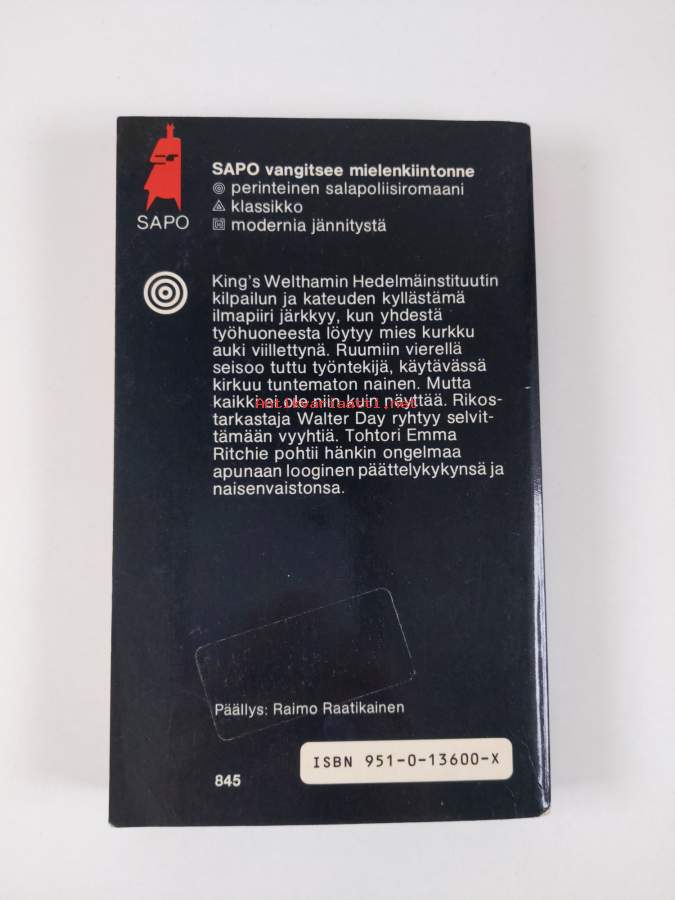 SAPO
SAPO vangitsee mielenkiintonne
perinteinen salapoliisiromaani
klassikko
modernia jännitystä
King's Welthamin Hedelmäinstituutin
kilpailun ja kateuden kyllästämä
ilmapiiri järkkyy, kun yhdestä
työhuoneesta löytyy mies kurkku
auki viillettynä. Ruumiin vierellä
seisoo tuttu työntekijä, käytävässä
kirkuu tuntematon nainen. Mutta
kaikki ei ole niin kuin näyttää. Rikos-
Antikvariaatti.net
tarkastaja Walter Day ryhtyy selvit-
tämään vyyhtiä. Tohtori Emma
Ritchie pohtii hänkin ongelmaa
apunaan looginen päättelykykynsä ja
naisenvaistonsa.
Päällys: Raimo Raatikainen
ISBN 951-0-13600-X
845